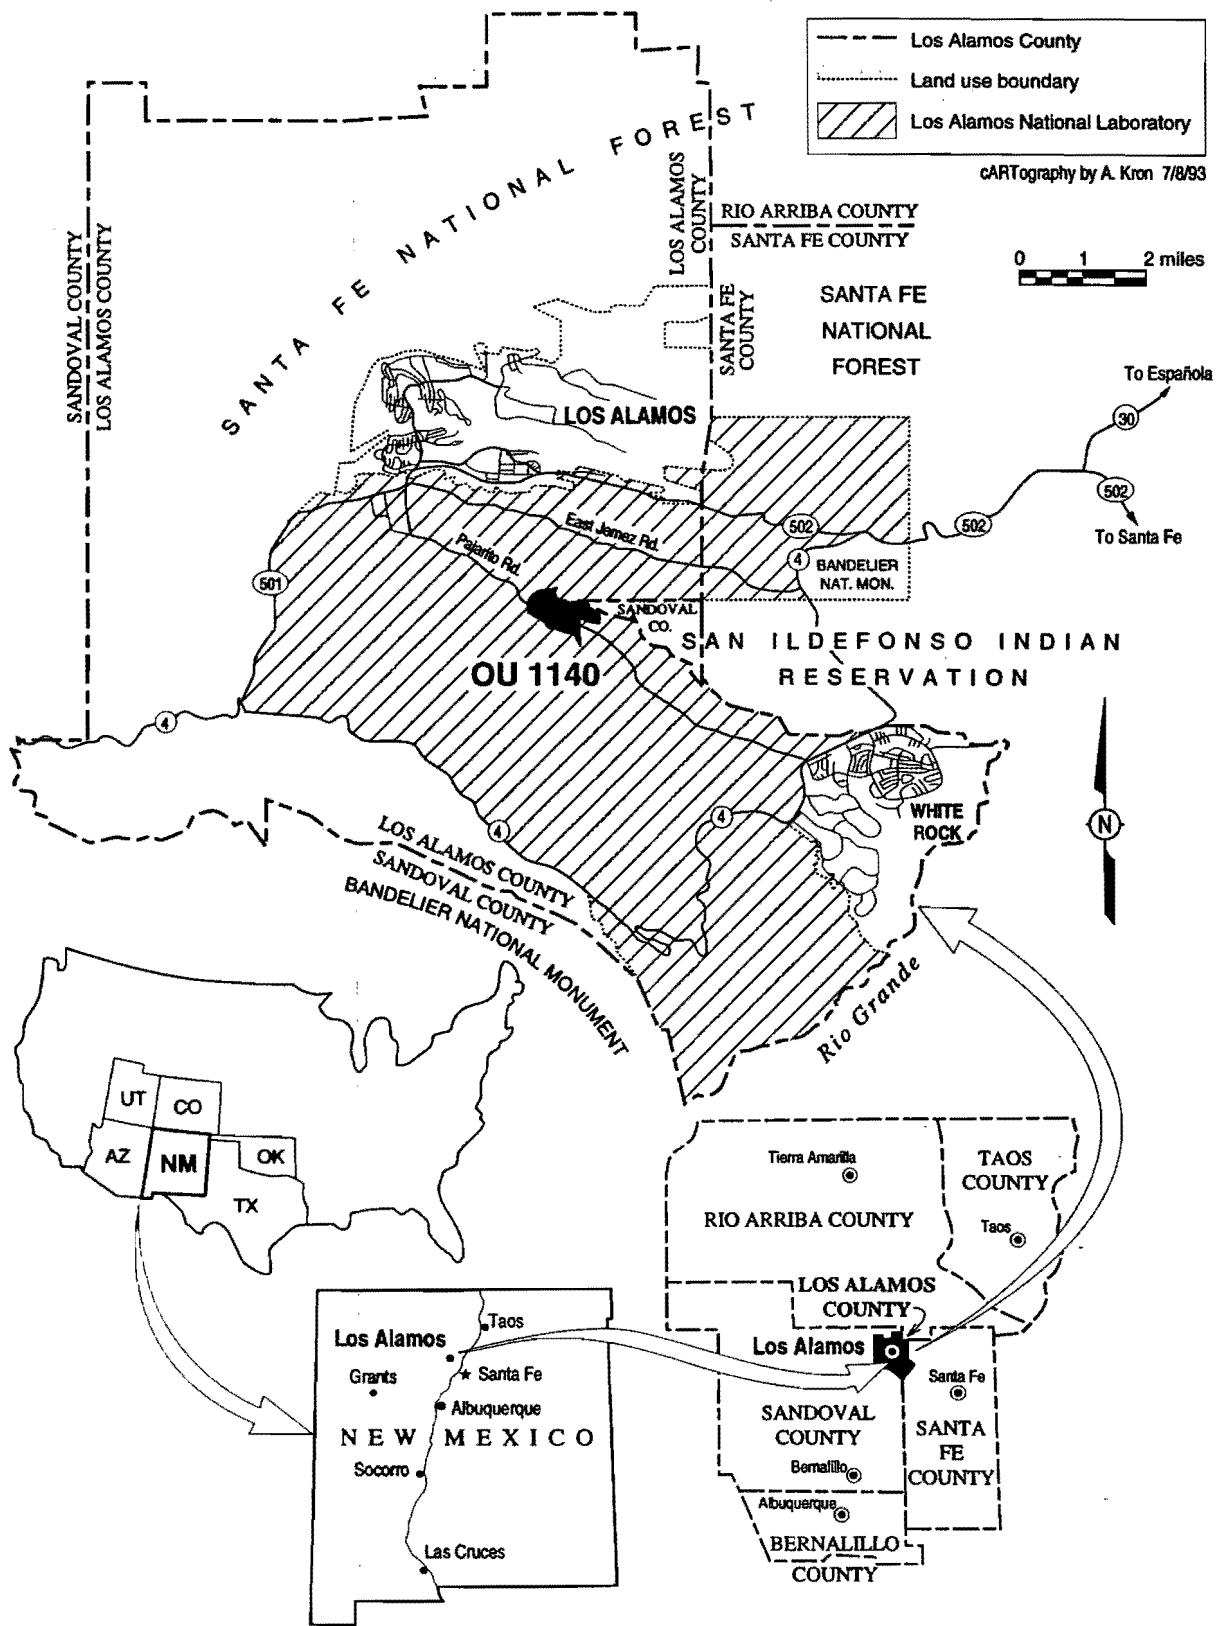 Los Alamos County
Land use boundary
Los Alamos National Laboratory
cARTography by A. Kron 7/8/93
SANTA FE NATIONAL FOREST
SANDOVAL COUNTY
LOS ALAMOS COUNTY
LOS ALAMOS
COUNTY
RIO ARRIBA COUNTY
SANTA FE COUNTY
SANTA FE
COUNTY
0 1 2 miles
SANTA FE
NATIONAL
FOREST
To Española
30
502
To Santa Fe
LOS ALAMOS
502
502
East Jemez Rd.
Pajarito Rd.
4
BANDELIER
NAT. MON.
501
SANDOVAL
CO.
SAN ILDEFONSO INDIAN
RESERVATION
OU 1140
4
4
4
WHITE
ROCK
N
LOS ALAMOS COUNTY
SANDOVAL COUNTY
BANDELIER NATIONAL MONUMENT
Rio Grande
UT
CO
AZ
NM
OK
TX
Tierra Amarilla
TAOS
COUNTY
RIO ARRIBA COUNTY
Taos
LOS ALAMOS
COUNTY
Los Alamos
Santa Fe
SANDOVAL
COUNTY
SANTA
FE
COUNTY
Bernalillo
Albuquerque
BERNALILLO
COUNTY
Taos
Los Alamos
Santa Fe
Grants
Albuquerque
NEW MEXICO
Socorro
Las Cruces